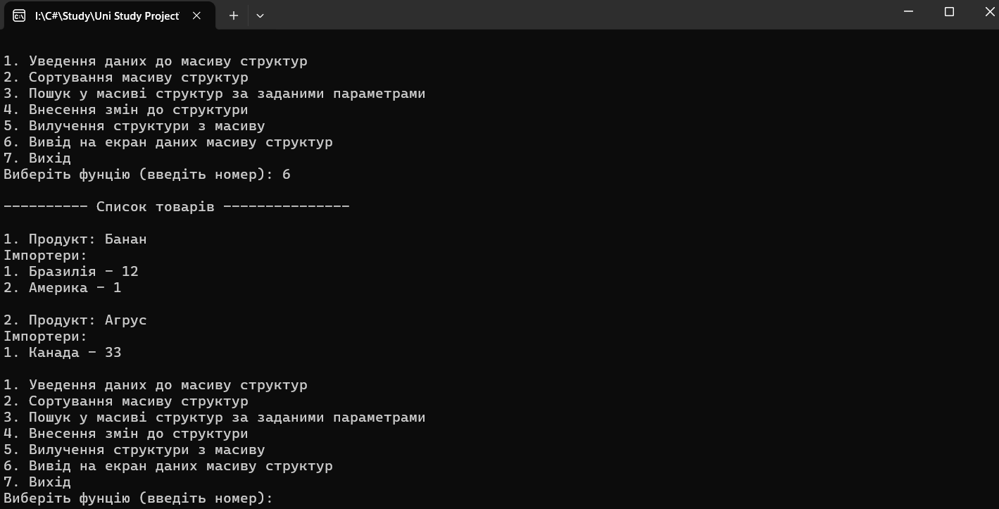 I:\C#\Study\Uni Study Project
1. Уведення даних до масиву структур
2. Сортування масиву структур
3. Пошук у масиві структур за заданими параметрами
4. Внесення змін до структури
5. Вилучення структури з масиву
6. Вивід на екран даних масиву структур
7. Вихід
Виберіть фунцію (введіть номер): 6
---------- Список товарів ---------------
1. Продукт: Банан
Імпортери:
1. Бразилія - 12
2. Америка - 1
2. Продукт: Агрус
Імпортери:
1. Канада - 33
1. Уведення даних до масиву структур
2. Сортування масиву структур
3. Пошук у масиві структур за заданими параметрами
4. Внесення змін до структури
5. Вилучення структури з масиву
6. Вивід на екран даних масиву структур
7. Вихід
Виберіть фунцію (введіть номер):